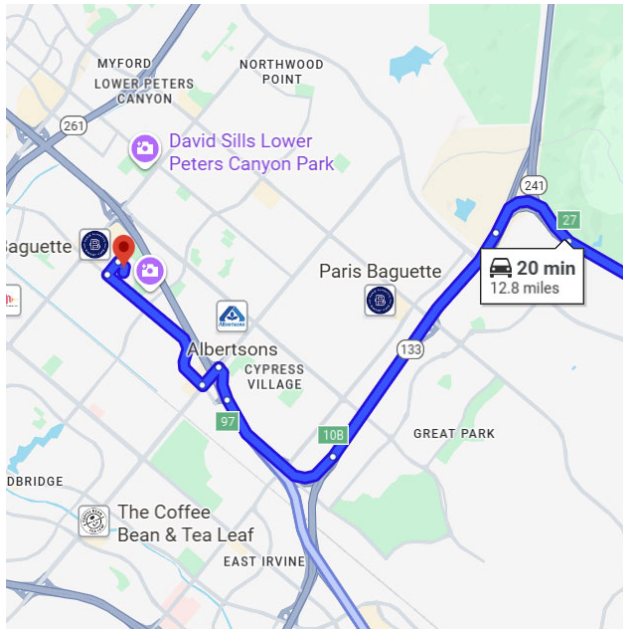 MYFORD
LOWER PETERS
CANYON
NORTHWOOD
POINT
261
David Sills Lower
Peters Canyon Park
241
27
Baguette
20 min
12.8 miles
Paris Baguette
133
Albertsons
Albertsons
CYPRESS
VILLAGE
97
10B
GREAT PARK
DBRIDGE
The Coffee
Bean & Tea Leaf
EAST IRVINE